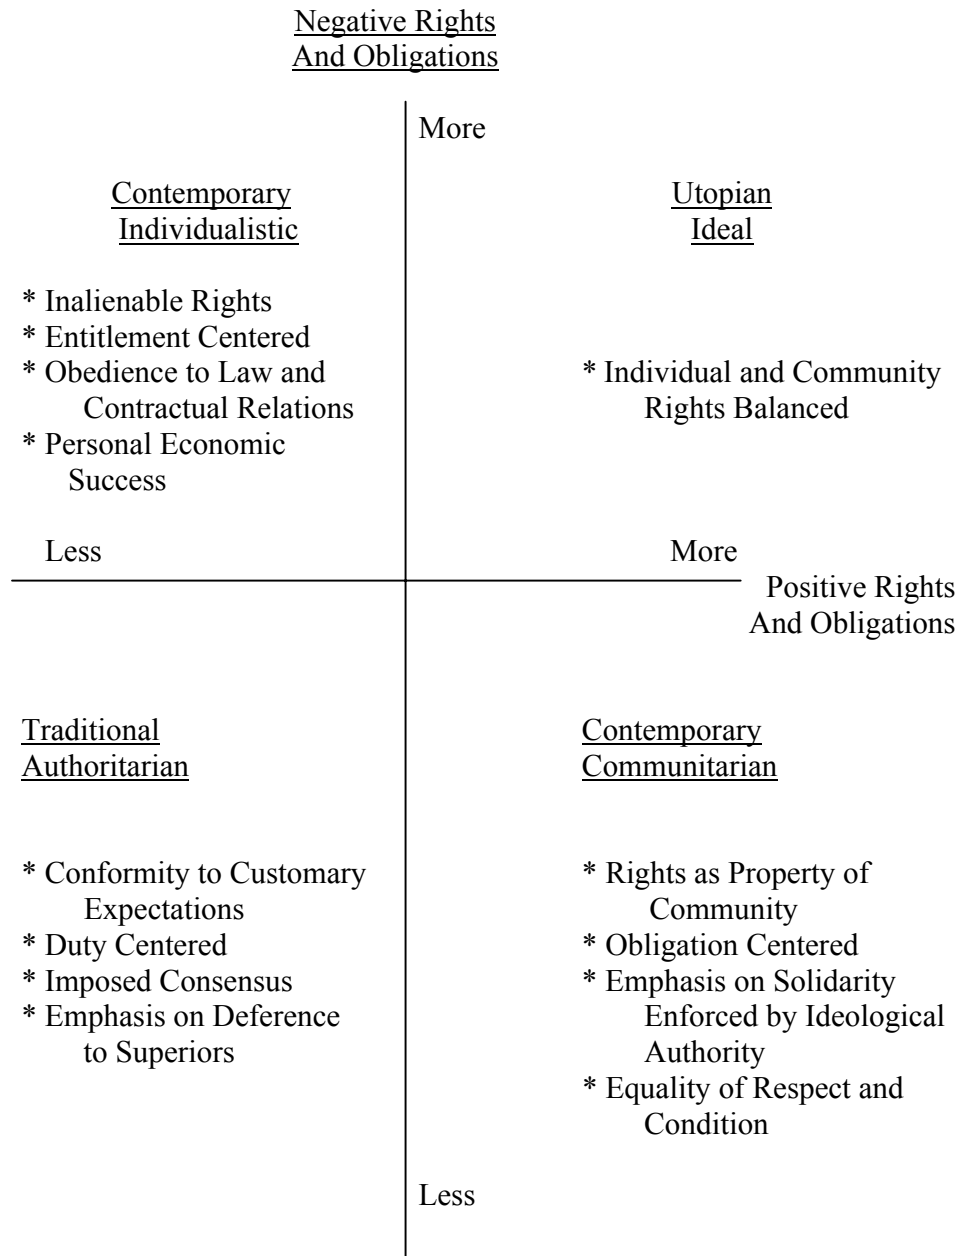 Negative Rights
And Obligations
More
Contemporary
Individualistic
* Inalienable Rights
* Entitlement Centered
* Obedience to Law and
Contractual Relations
* Personal Economic
Success
Utopian
Ideal
* Individual and Community
Rights Balanced
Less
More
Positive Rights
And Obligations
Traditional
Authoritarian
* Conformity to Customary
Expectations
* Duty Centered
* Imposed Consensus
* Emphasis on Deference
to Superiors
Contemporary
Communitarian
* Rights as Property of
Community
* Obligation Centered
* Emphasis on Solidarity
Enforced by Ideological
Authority
* Equality of Respect and
Condition
Less